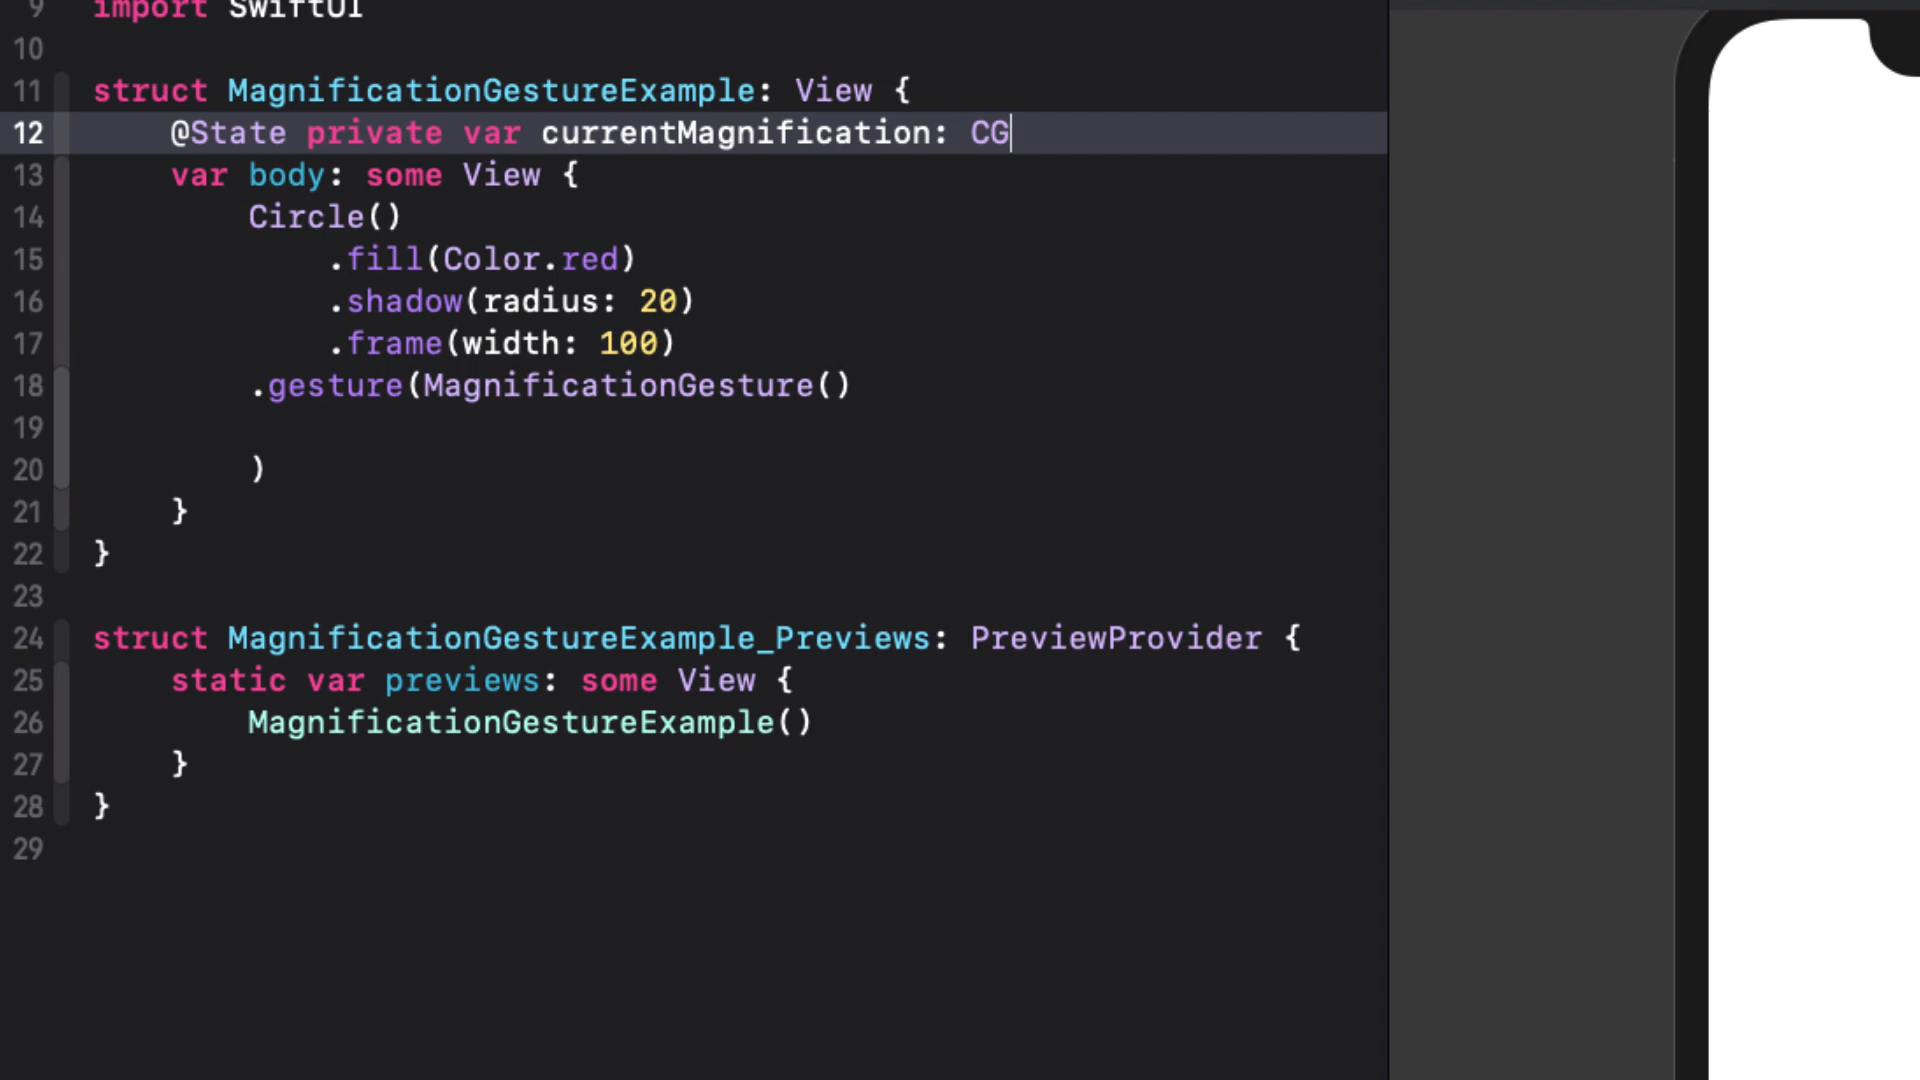 9 import SwiftUI
10
11 struct MagnificationGestureExample: View {
12     @State private var currentMagnification: CG
13     var body: some View {
14         Circle()
15             .fill(Color.red)
16             .shadow(radius: 20)
17             .frame(width: 100)
18         .gesture(MagnificationGesture()
19
20         )
21     }
22 }
23
24 struct MagnificationGestureExample_Previews: PreviewProvider {
25     static var previews: some View {
26         MagnificationGestureExample()
27     }
28 }
29